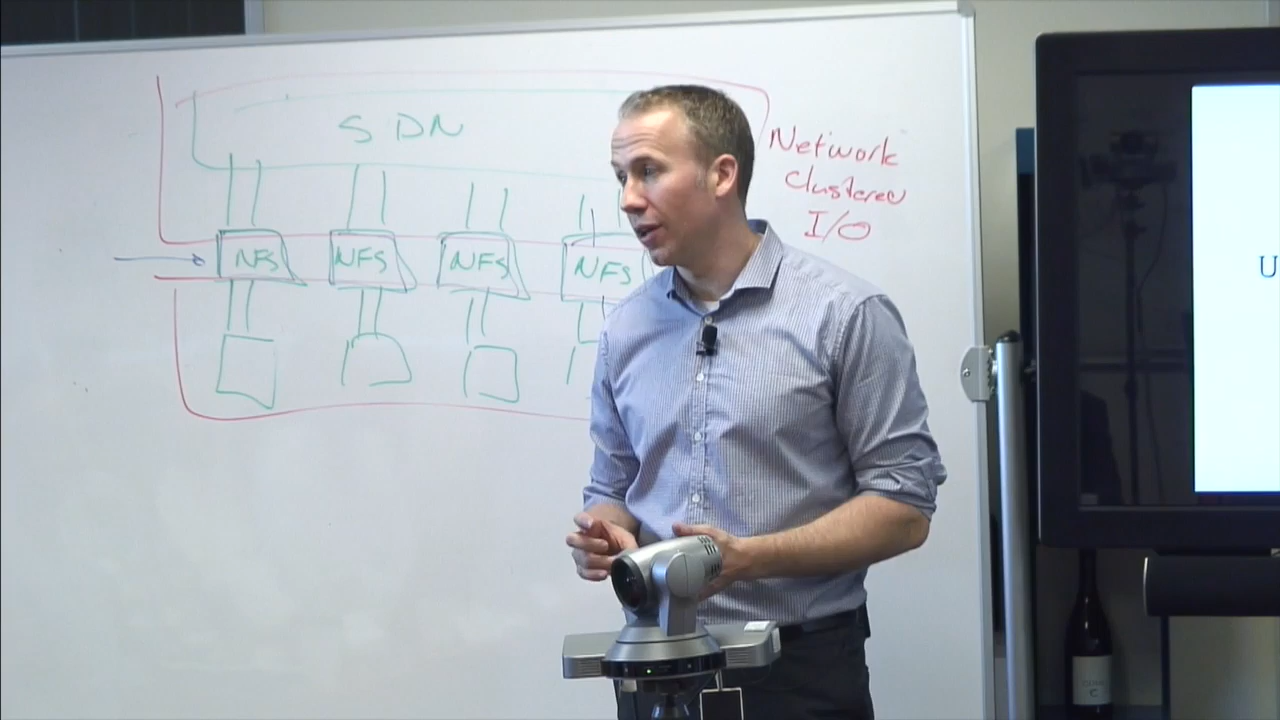 SDN
Network
Clustered
I/O
NFS NFS NFS NFS
U
C